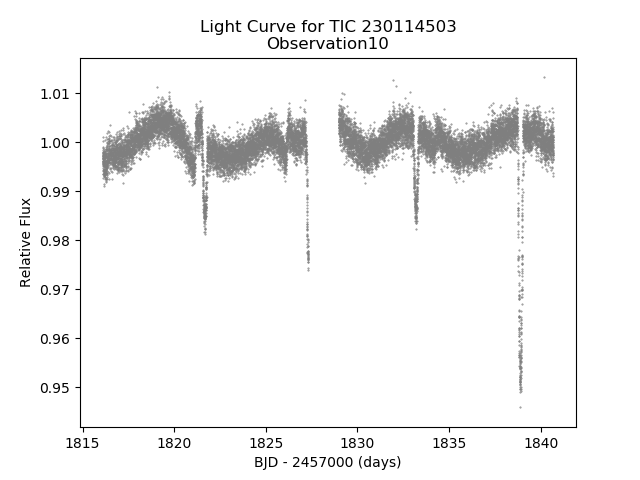 Light Curve for TIC 230114503
Observation10
Relative Flux
1.01
1.00
0.99
0.98
0.97
0.96
0.95
1815 1820 1825 1830 1835 1840
BJD - 2457000 (days)